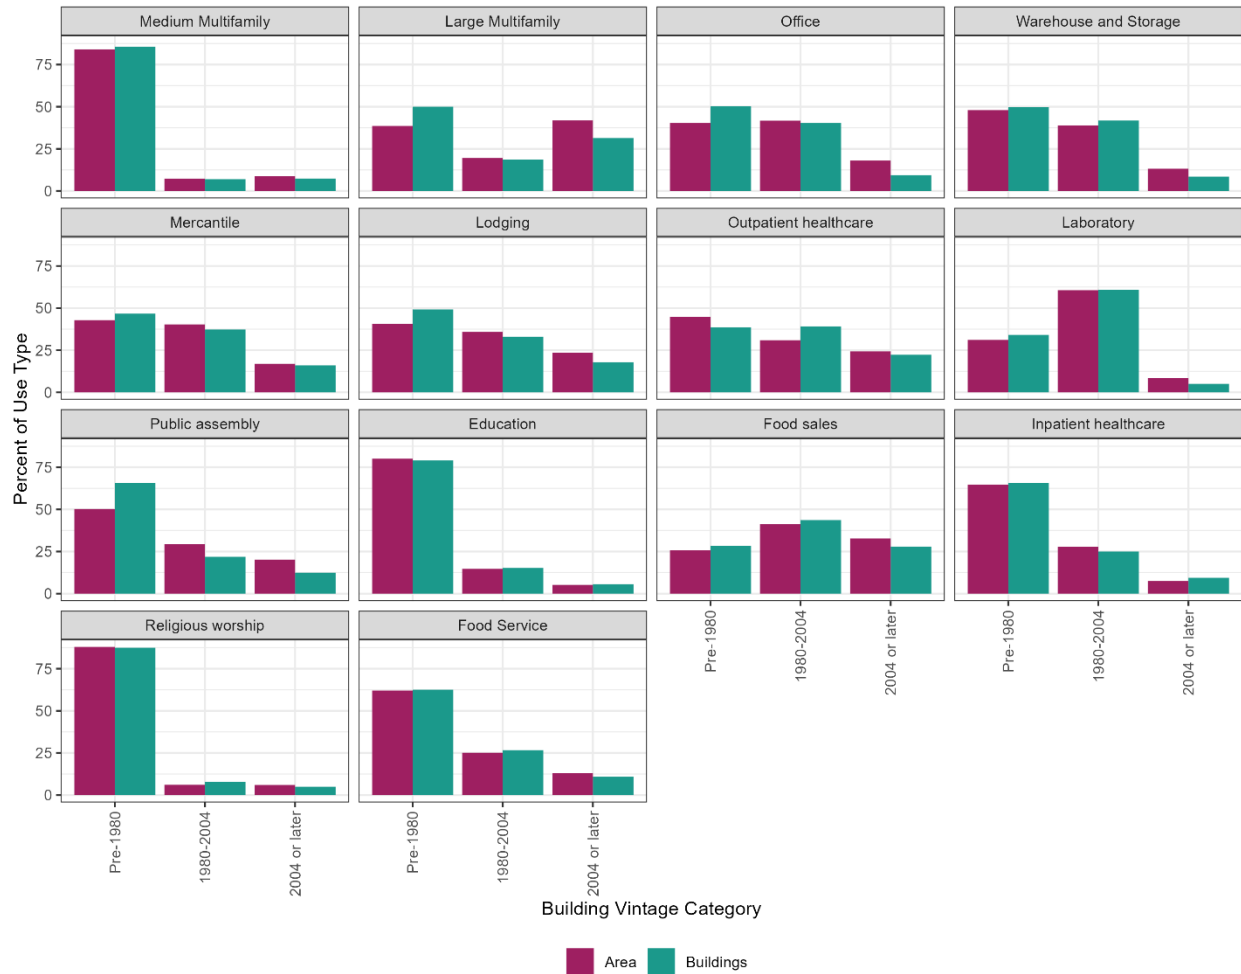 Medium Multifamily
Large Multifamily
Office
Warehouse and Storage
75
50
25
0
Mercantile
Lodging
Outpatient healthcare
Laboratory
75
50
25
0
Percent of Use Type
Public assembly
Education
Food sales
Inpatient healthcare
75
50
25
0
Pre-1980
1980-2004
2004 or later
Pre-1980
1980-2004
2004 or later
Religious worship
Food Service
75
50
25
0
Pre-1980
1980-2004
2004 or later
Pre-1980
1980-2004
2004 or later
Building Vintage Category
Area
Buildings